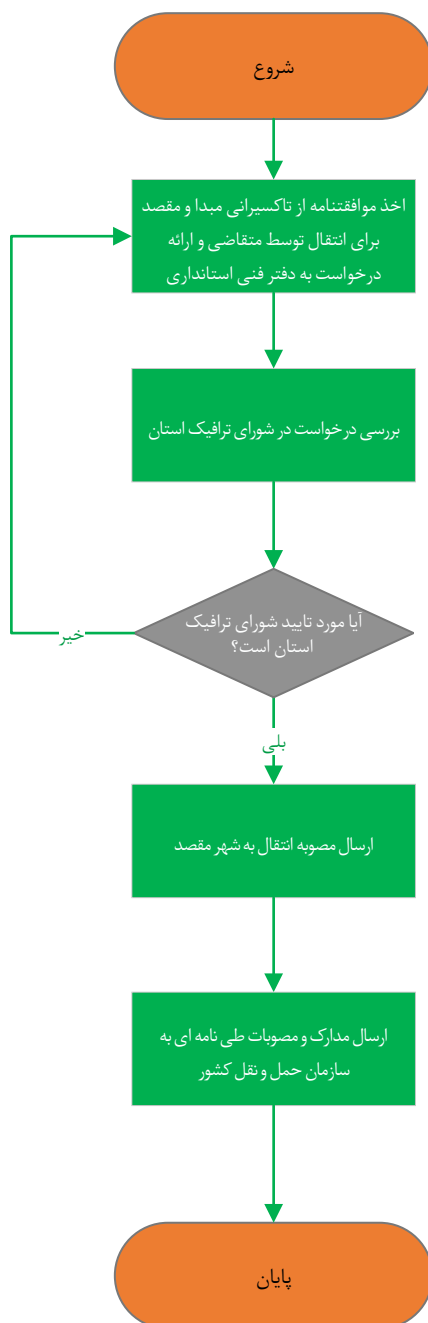 شروع
اخذ موافقتنامه از تاکسیرانی مبدا و مقصد
برای انتقال توسط متقاضی و ارائه
درخواست به دفتر فنی استانداری
بررسی درخواست در شورای ترافیک استان
آیا مورد تایید شورای ترافیک
استان است؟
خیر
بلی
ارسال مصوبه انتقال به شهر مقصد
ارسال مدارک و مصوبات طی نامه ای به
سازمان حمل و نقل کشور
پایان